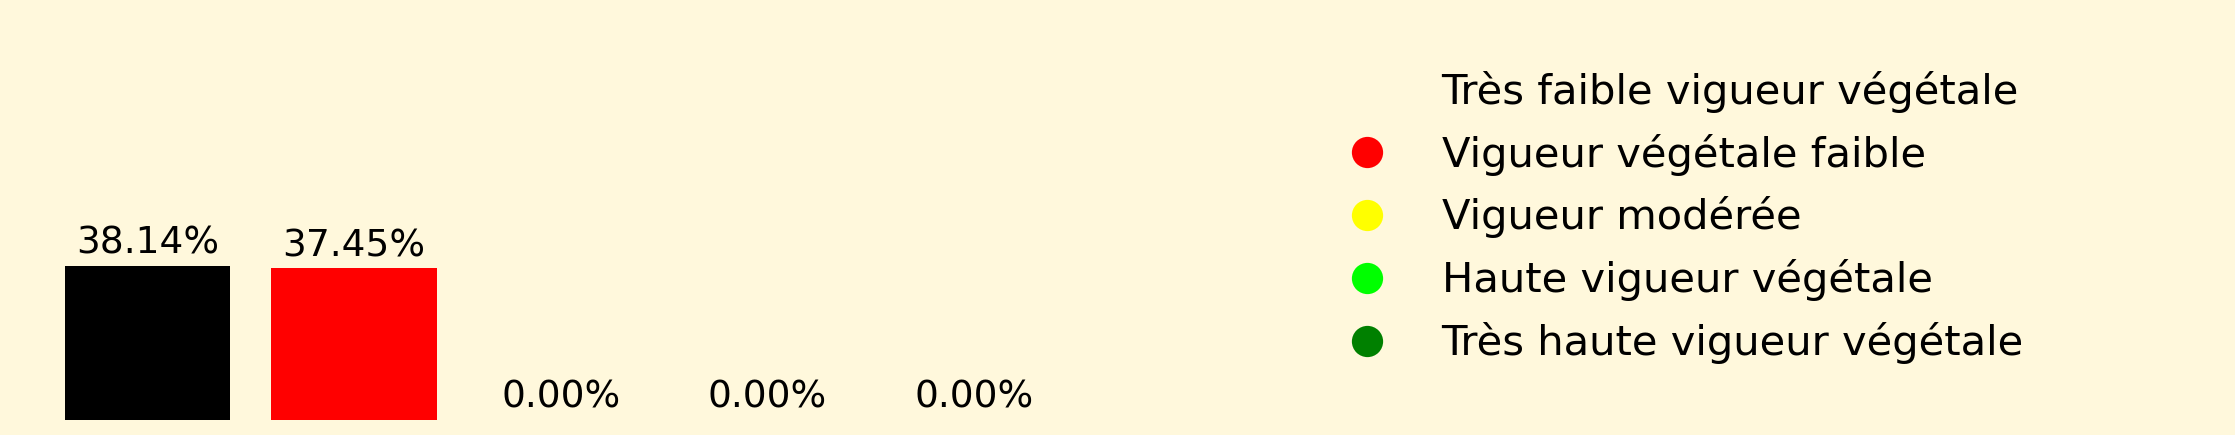 38.14%
37.45%
0.00%
0.00%
0.00%
Très faible vigueur végétale
Vigueur végétale faible
Vigueur modérée
Haute vigueur végétale
Très haute vigueur végétale